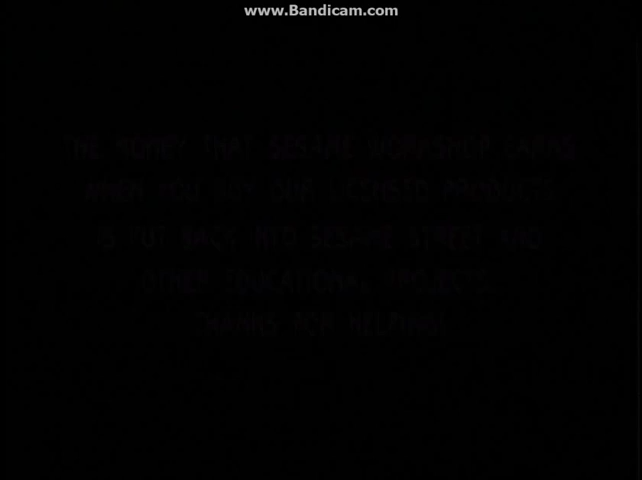 www.Bandicam.com
THE MONEY THAT SESAME WORKSHOP EARNS
WHEN YOU BUY OUR LICENSED PRODUCTS
IS PUT BACK INTO SESAME STREET AND
OTHER EDUCATIONAL PROJECTS.
THANKS FOR HELPING!